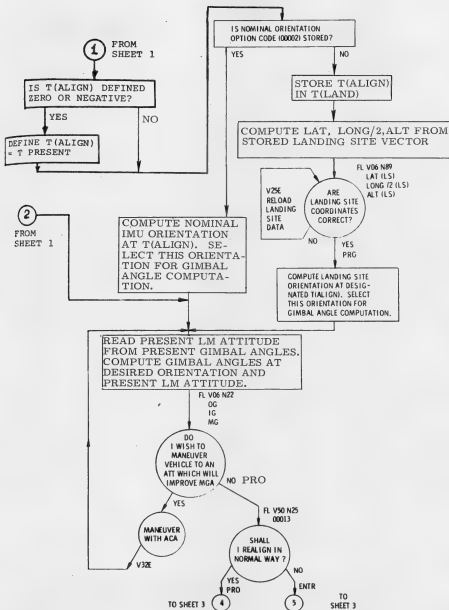 1
FROM
SHEET 1
IS T(ALIGN) DEFINED
ZERO OR NEGATIVE?
YES
NO
DEFINE T(ALIGN)
= T PRESENT
IS NOMINAL ORIENTATION
OPTION CODE (00002) STORED?
YES
NO
STORE T(ALIGN)
IN T(LAND)
COMPUTE LAT, LONG/2, ALT FROM
STORED LANDING SITE
VECTOR
FL V06 N89
LAT (LS)
LONG /2 (LS)
ALT (LS)
V25E
RELOAD
LANDING
SITE
DATA
ARE
LANDING SITE
COORDINATES
CORRECT?
NO
YES
PRG
2
FROM
SHEET 1
COMPUTE NOMINAL
IMU ORIENTATION
AT T(ALIGN). SE-
LECT THIS ORIENTA-
TION FOR GIMBAL
ANGLE COMPUTA-
TION.
COMPUTE LANDING SITE
ORIENTATION AT DESIG-
NATED T(ALIGN). SELECT
THIS ORIENTATION FOR
GIMBAL ANGLE COMPUTATION.
READ PRESENT LM ATTITUDE
FROM PRESENT GIMBAL ANGLES.
COMPUTE GIMBAL ANGLES AT
DESIRED ORIENTATION AND
PRESENT LM ATTITUDE.
FL V06 N22
OG
IG
MG
DO
I WISH TO
MANEUVER
VEHICLE TO AN
ATT WHICH WILL
IMPROVE MGA
NO PRO
YES
MANEUVER
WITH ACA
V32E
FL V50 N25
00013
SHALL
I REALIGN IN
NORMAL WAY ?
YES
PRO
NO
ENTR
TO SHEET 3
4
5
TO
SHEET 3